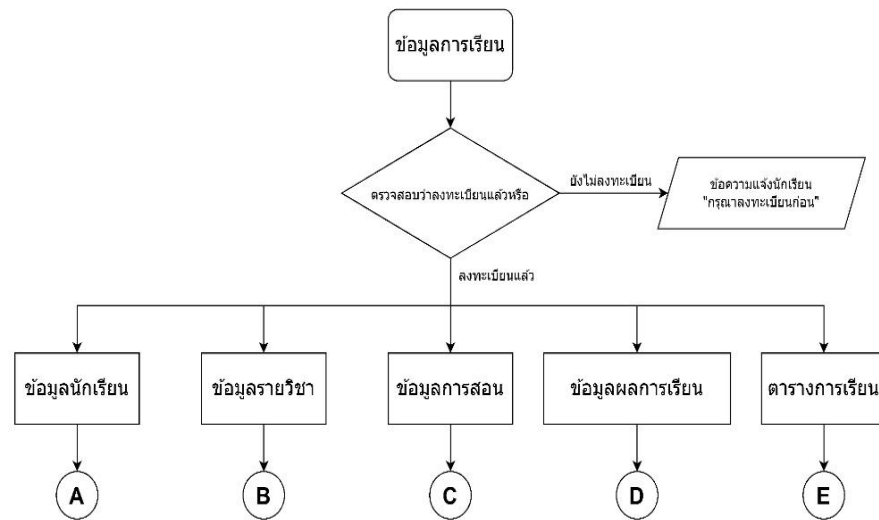 ข้อมูลการเรียน
ตรวจสอบว่าลงทะเบียนแล้วหรือ
ยังไม่ลงทะเบียน
ข้อความแจ้งนักเรียน
"กรุณาลงทะเบียนก่อน"
ลงทะเบียนแล้ว
ข้อมูลนักเรียน
ข้อมูลรายวิชา
ข้อมูลการสอน
ข้อมูลผลการเรียน
ตารางการเรียน
A
B
C
D
E